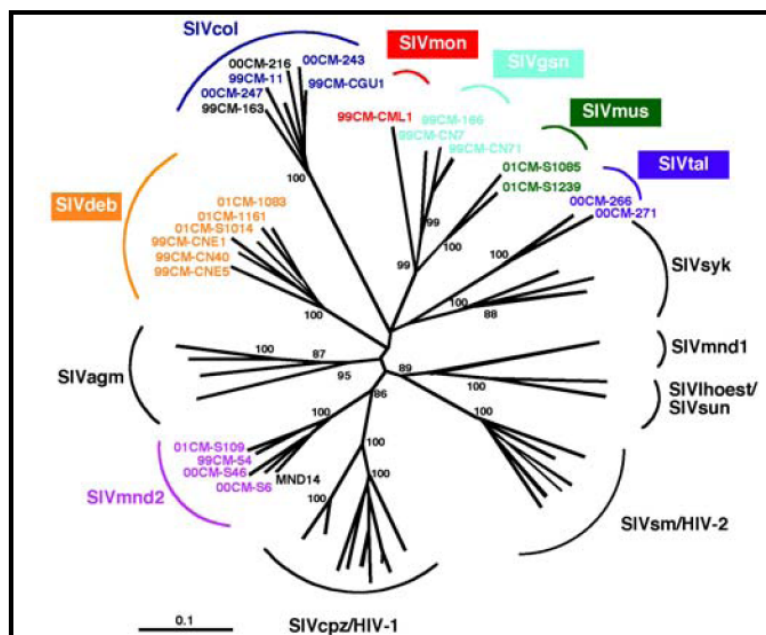 SIVcol
00CM-216
00CM-243
99CM-11
99CM-CGU1
00CM-247
99CM-163
100
SIVmon
99CM-CML1
SIVgsn
99CM-166
99CM-CN7
99CM-CN71
99
SIVmus
01CM-S1085
01CM-S1239
100
99
SIVtal
00CM-266
00CM-271
100
SIVsyk
100
88
SIVdeb
01CM-1083
01CM-1161
01CM-S1014
99CM-CNE1
99CM-CN40
99CM-CNE5
100
SIVagm
100
87
95
SIVmnd1
89
100
SIVlhoest/
SIVsun
100
SIVsm/HIV-2
86
100
01CM-S109
99CM-54
00CM-S46
00CM-S6
MND14
SIVmnd2
100
100
100
SIVcpz/HIV-1
0.1